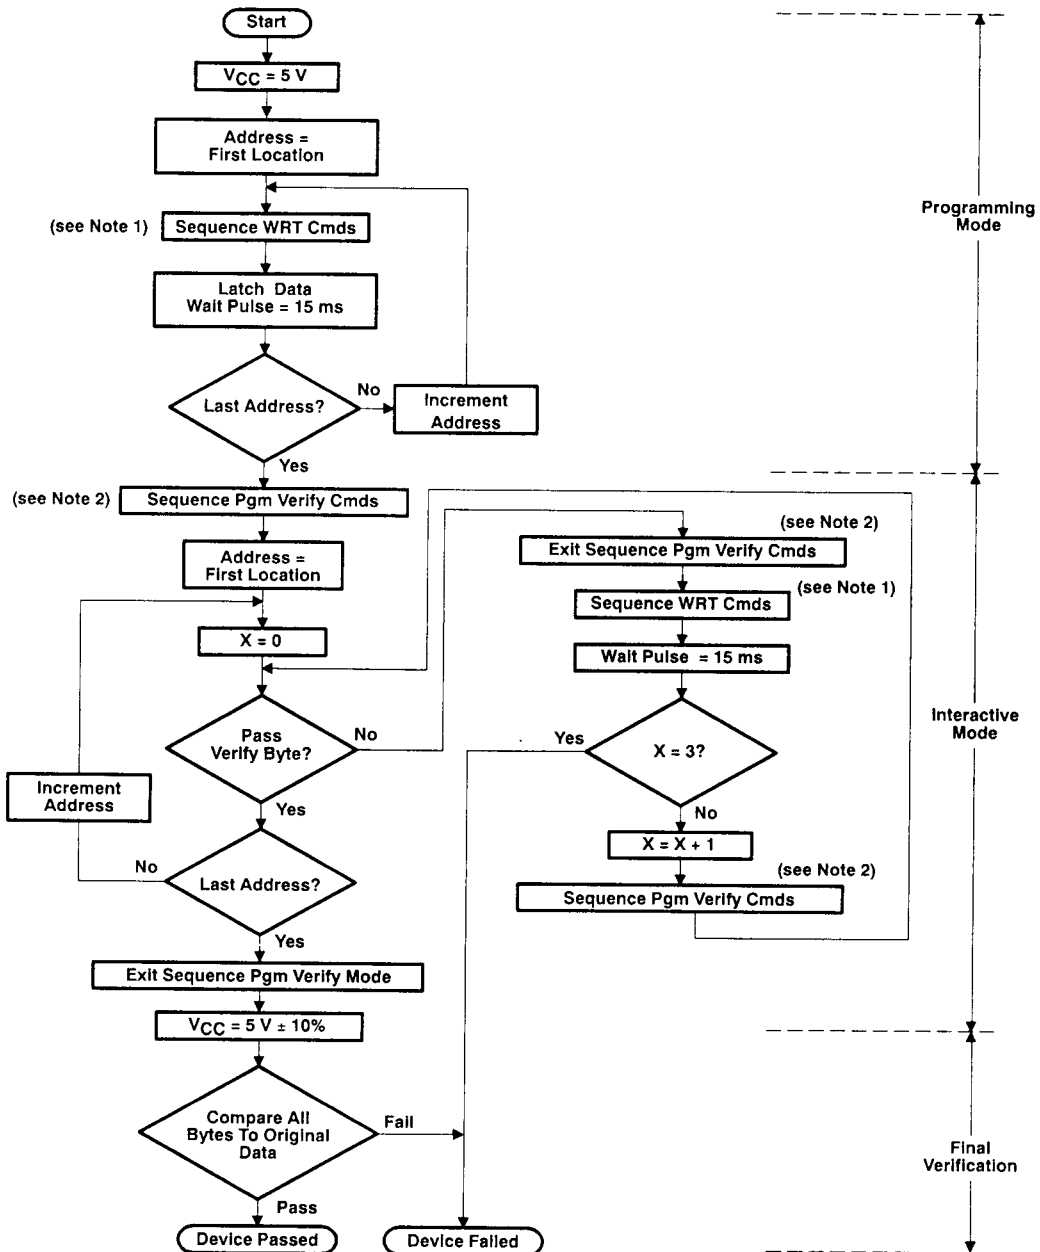 Start
VCC = 5 V
Address =
First Location
(see Note 1)
Sequence WRT Cmds
Latch Data
Wait Pulse = 15 ms
Last Address?
No
Increment
Address
Yes
Programming
Mode
(see Note 2)
Sequence Pgm Verify Cmds
Address =
First Location
X = 0
Pass
Verify Byte?
No
Yes
Increment
Address
No
Last Address?
Yes
Exit Sequence Pgm Verify Mode
VCC = 5 V ± 10%
(see Note 2)
Exit Sequence Pgm Verify Cmds
(see Note 1)
Sequence WRT Cmds
Wait Pulse = 15 ms
Yes
X = 3?
No
X = X + 1
(see Note 2)
Sequence Pgm Verify Cmds
Interactive
Mode
Compare All
Bytes To Original
Data
Fail
Pass
Device Passed
Device Failed
Final
Verification